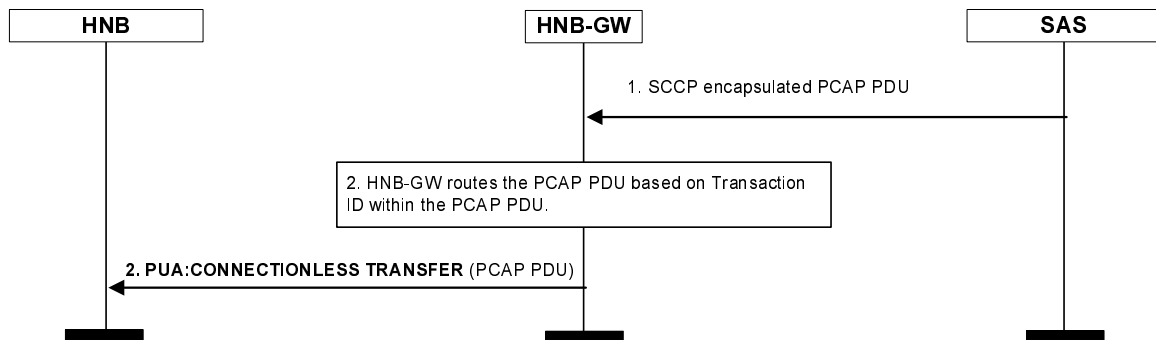 HNB
HNB-GW
SAS
1. SCCP encapsulated PCAP PDU
2. HNB-GW routes the PCAP PDU based on Transaction
ID within the PCAP PDU.
2. PUA:CONNECTIONLESS TRANSFER (PCAP PDU)